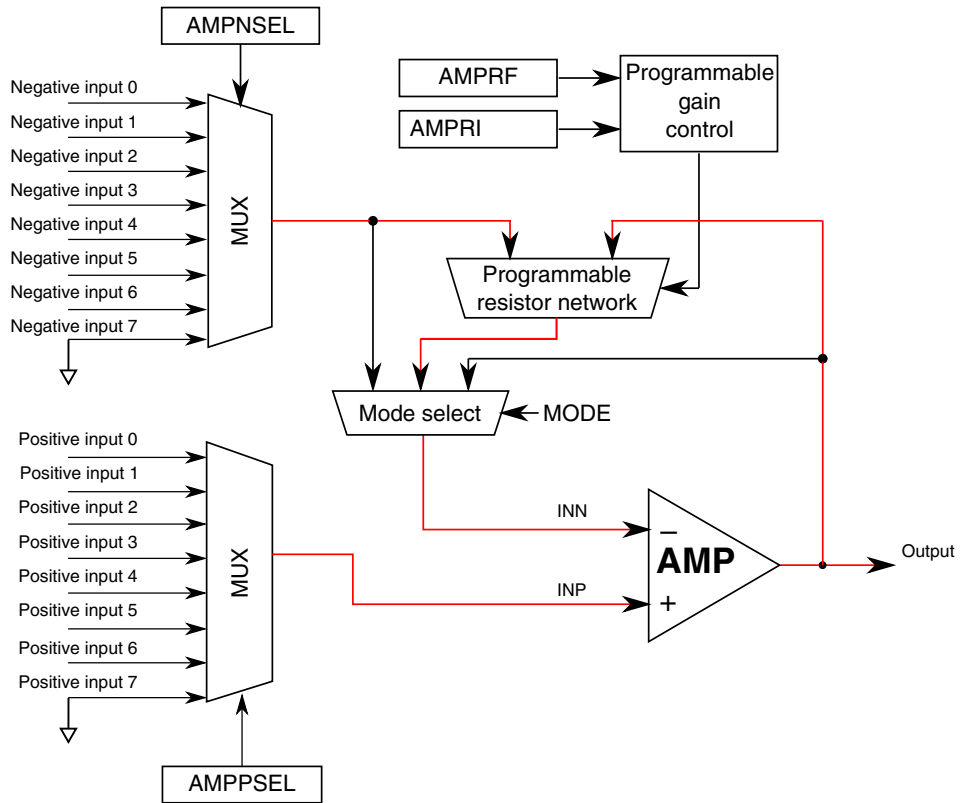 AMPNSEL
Negative input 0
Negative input 1
Negative input 2
Negative input 3
Negative input 4
Negative input 5
Negative input 6
Negative input 7
MUX
AMPRF
AMPRI
Programmable
gain
control
Programmable
resistor network
Mode select
MODE
Positive input 0
Positive input 1
Positive input 2
Positive input 3
Positive input 4
Positive input 5
Positive input 6
Positive input 7
MUX
INN
INP
−
AMP
+
Output
AMPPSEL